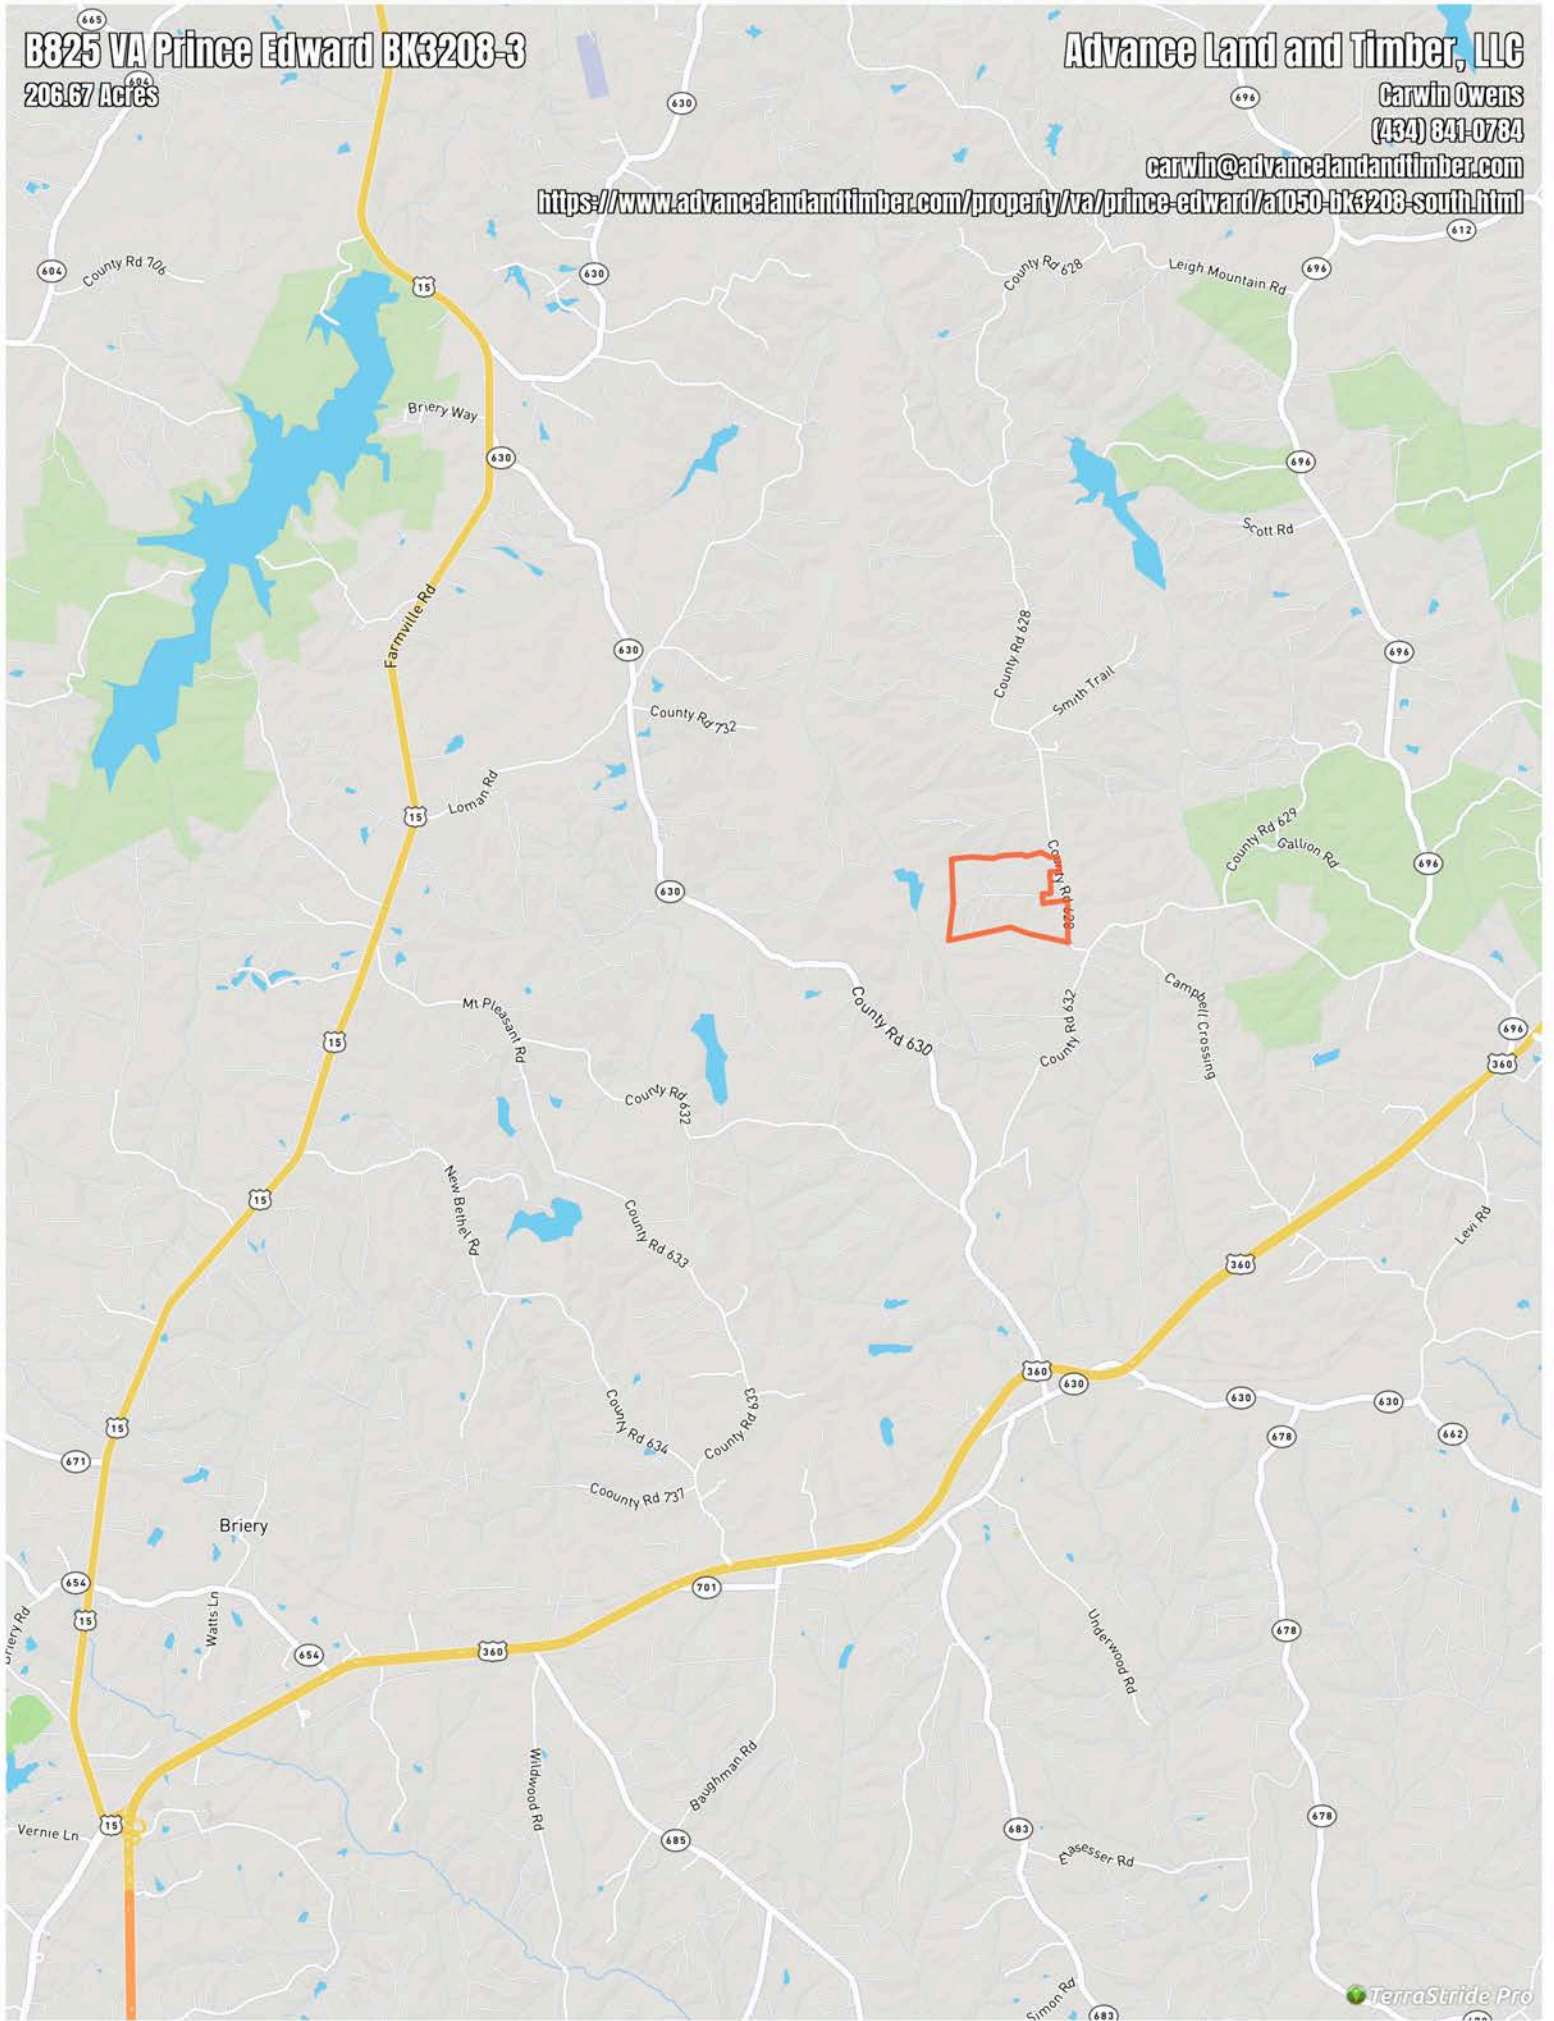 B825 VA Prince Edward BK3208-3
206.67 Acres
Advance Land and Timber, LLC
Carwin Owens
(434) 841-0784
carwin@advancelandandtimber.com
https://www.advancelandandtimber.com/property/va/prince-edward/a1050-bk3208-south.html
665
604
630
696
612
604
County Rd 706
15
630
County Rd 628
Leigh Mountain Rd
696
Briery Way
630
696
Scott Rd
Farmville Rd
630
County Rd 628
696
Smith Trail
County Rd 732
Loman Rd
15
County Rd 629
Gallion Rd
696
County Rd 628
630
Mt Pleasant Rd
County Rd 630
County Rd 632
Campbell Crossing
696
360
15
County Rd 632
15
New Bethel Rd
County Rd 633
Levi Rd
360
360
630
630
630
662
678
15
671
County Rd 634
County Rd 633
Coounty Rd 737
Briery
654
15
Watts Ln
654
360
701
Underwood Rd
678
Wildwood Rd
Baughman Rd
678
15
Vernie Ln
685
683
Elasesser Rd
Simon Rd
683
TerraStride Pro